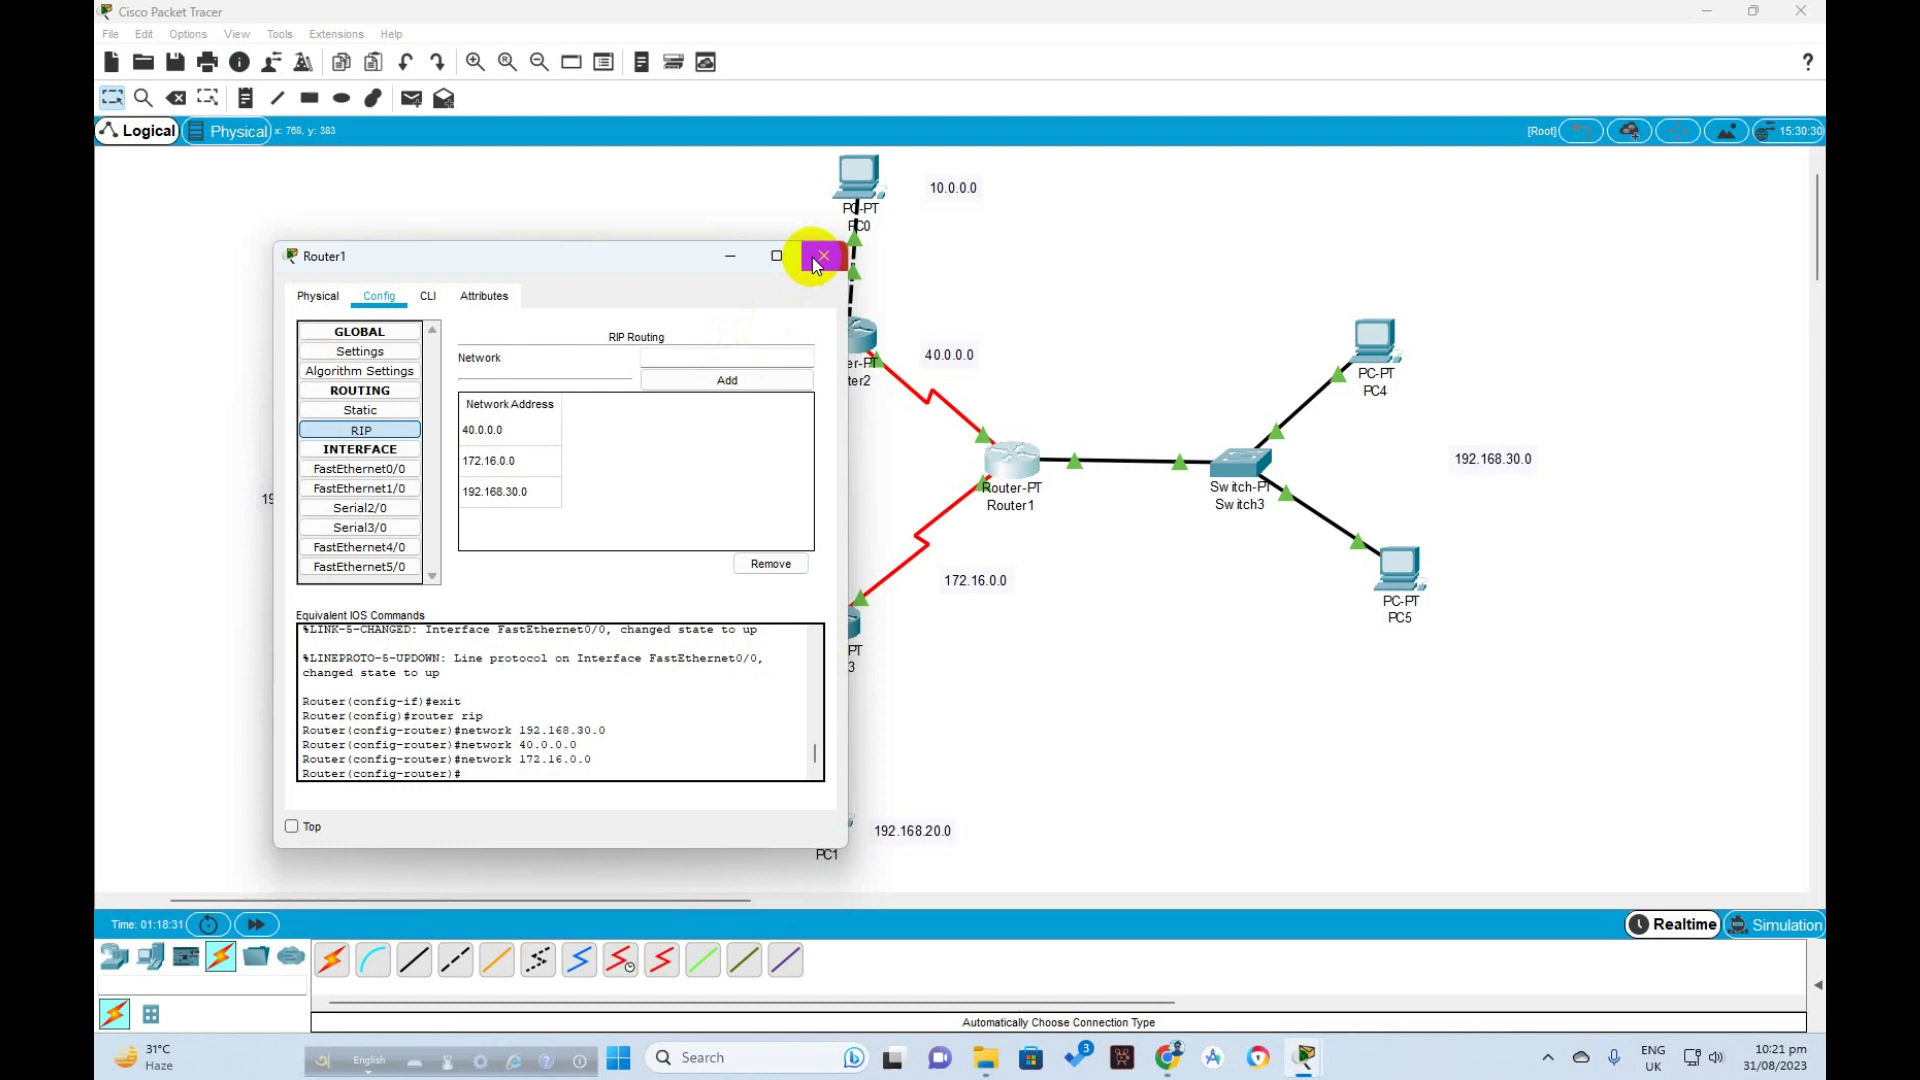 Cisco Packet Tracer
File Edit Options View Tools Extensions Help
Logical Physical x: 768, y: 383 [Root] 15:30:30
10.0.0.0
PC-PT
PC0
Router1
Physical Config CLI Attributes
GLOBAL
Settings
Algorithm Settings
ROUTING
Static
RIP
INTERFACE
FastEthernet0/0
FastEthernet1/0
Serial2/0
Serial3/0
FastEthernet4/0
FastEthernet5/0
RIP Routing
Network
Add
Network Address
40.0.0.0
172.16.0.0
192.168.30.0
Remove
Equivalent IOS Commands
%LINK-5-CHANGED: Interface FastEthernet0/0, changed state to up
%LINEPROTO-5-UPDOWN: Line protocol on Interface FastEthernet0/0,
changed state to up
Router(config-if)#exit
Router(config)#router rip
Router(config-router)#network 192.168.30.0
Router(config-router)#network 40.0.0.0
Router(config-router)#network 172.16.0.0
Router(config-router)#
Top
19
er-PT
ter2
40.0.0.0
PC-PT
PC4
Router-PT
Router1
Switch-PT
Switch3
192.168.30.0
172.16.0.0
PC-PT
PC5
PT
3
192.168.20.0
PC1
Time: 01:18:31 Realtime Simulation
Automatically Choose Connection Type
31°C
Haze
English
Search
3
ENG
UK
10:21 pm
31/08/2023